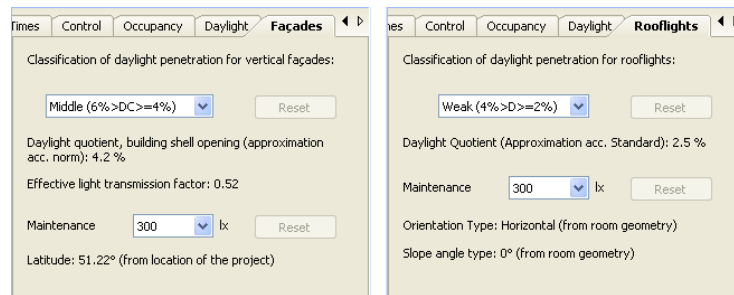 Times Control Occupancy Daylight Façades
Classification of daylight penetration for vertical façades:
Middle (6%>DC>=4%) Reset
Daylight quotient, building shell opening (approximation
acc. norm): 4.2 %
Effective light transmission factor: 0.52
Maintenance 300 lx Reset
Latitude: 51.22° (from location of the project)
Control Occupancy Daylight Rooflights
Classification of daylight penetration for rooflights:
Weak (4%>D>=2%) Reset
Daylight Quotient (Approximation acc. Standard): 2.5 %
Maintenance 300 lx Reset
Orientation Type: Horizontal (from room geometry)
Slope angle type: 0° (from room geometry)